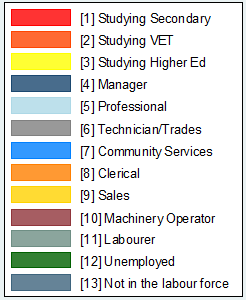 [1] Studying Secondary
[2] Studying VET
[3] Studying Higher Ed
[4] Manager
[5] Professional
[6] Technician/Trades
[7] Community Services
[8] Clerical
[9] Sales
[10] Machinery Operator
[11] Labourer
[12] Unemployed
[13] Not in the labour force